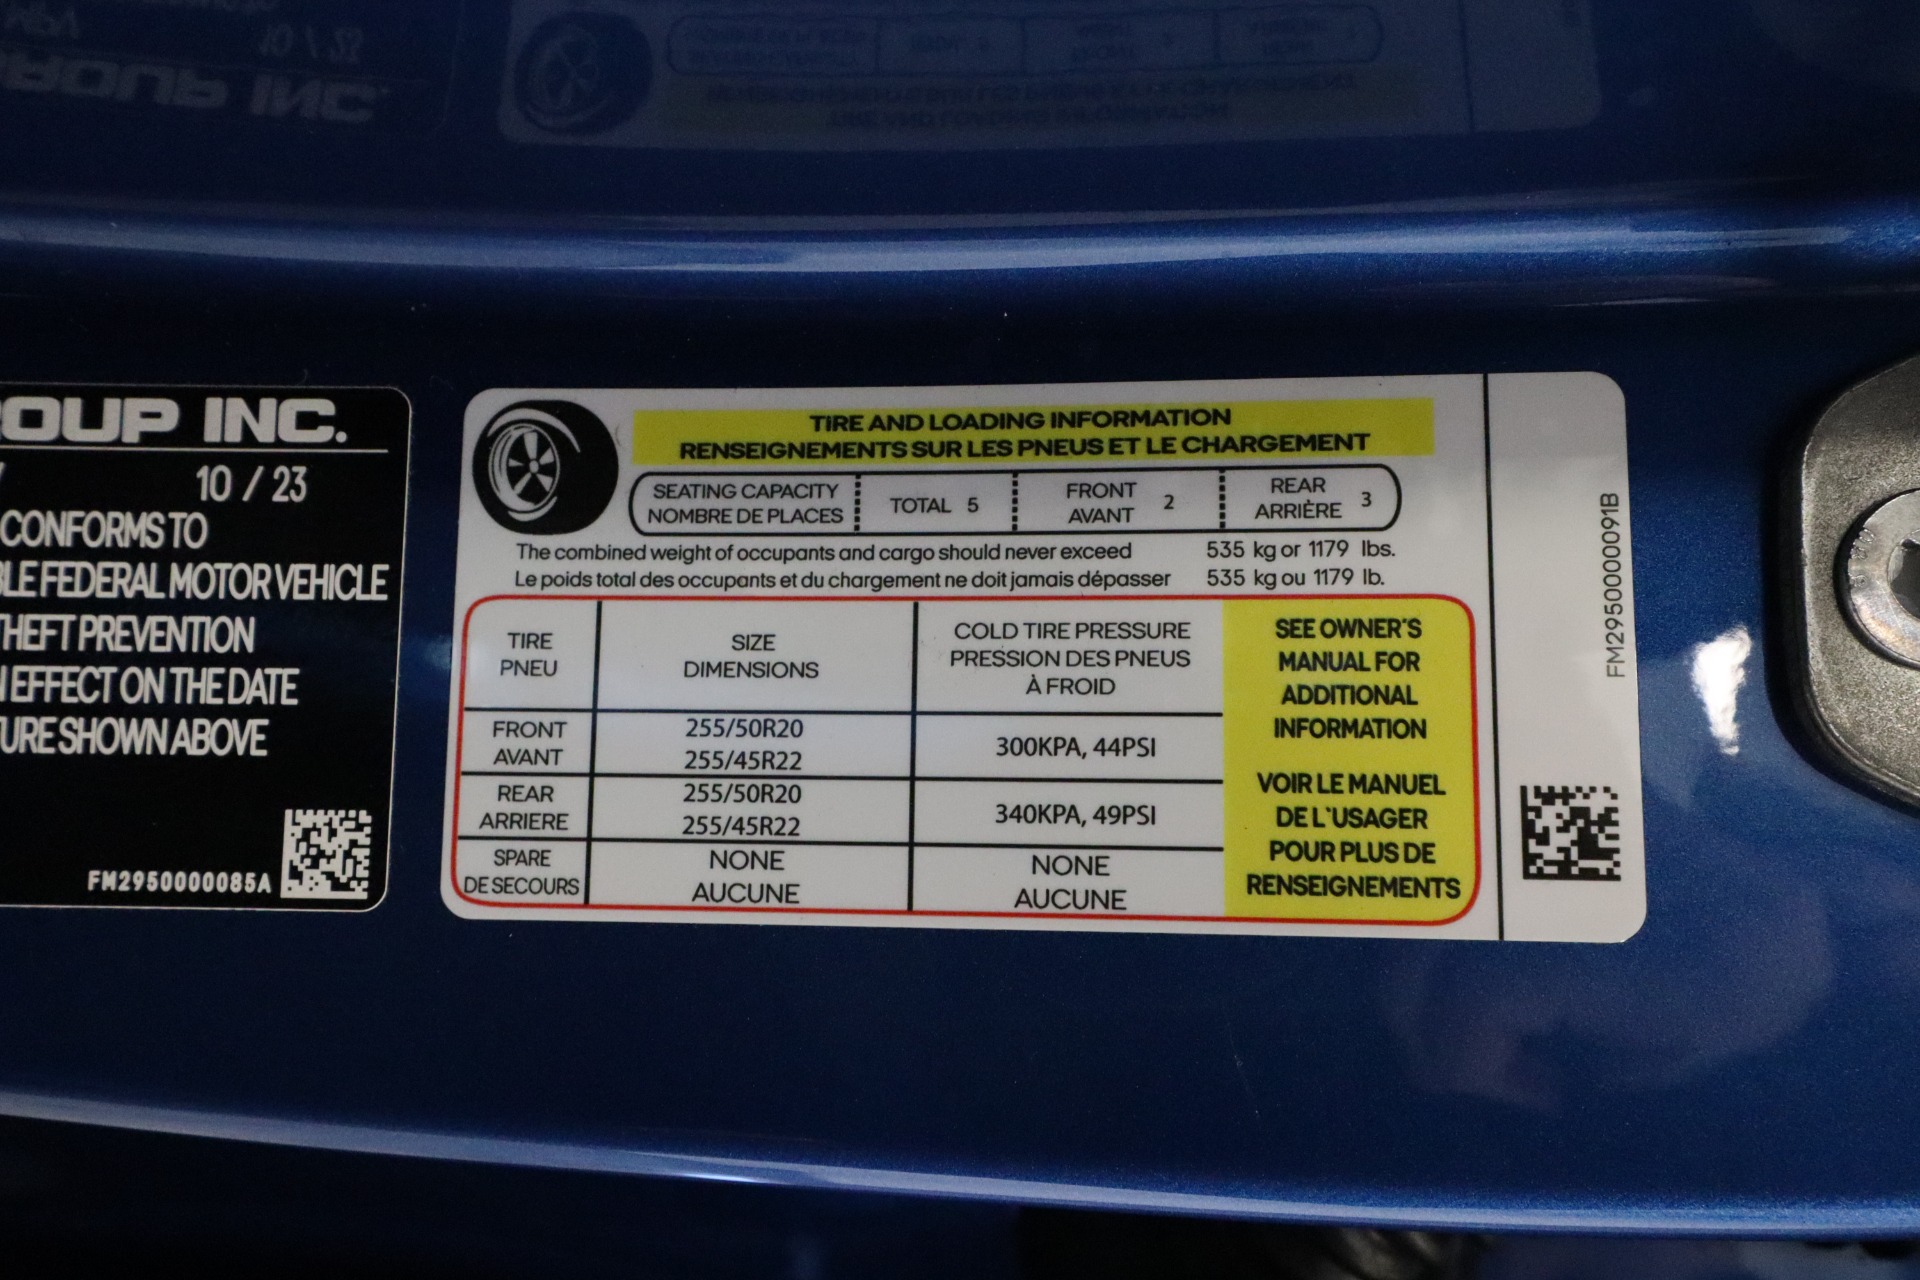 OUP INC.
10 / 23
CONFORMS TO
BLE FEDERAL MOTOR VEHICLE
THEFT PREVENTION
N EFFECT ON THE DATE
TURE SHOWN ABOVE
FM2950000085A
TIRE AND LOADING INFORMATION
RENSEIGNEMENTS SUR LES PNEUS ET LE CHARGEMENT
SEATING CAPACITY
NOMBRE DE PLACES
TOTAL 5
FRONT
AVANT 2
REAR
ARRIÈRE 3
The combined weight of occupants and cargo should never exceed 535 kg or 1179 lbs.
Le poids total des occupants et du chargement ne doit jamais dépasser 535 kg ou 1179 lb.
TIRE
PNEU
SIZE
DIMENSIONS
COLD TIRE PRESSURE
PRESSION DES PNEUS
À FROID
FRONT
AVANT
255/50R20
255/45R22
300KPA, 44PSI
REAR
ARRIERE
255/50R20
255/45R22
340KPA, 49PSI
SPARE
DE SECOURS
NONE
AUCUNE
NONE
AUCUNE
SEE OWNER'S
MANUAL FOR
ADDITIONAL
INFORMATION
VOIR LE MANUEL
DE L'USAGER
POUR PLUS DE
RENSEIGNEMENTS
FM2950000091B